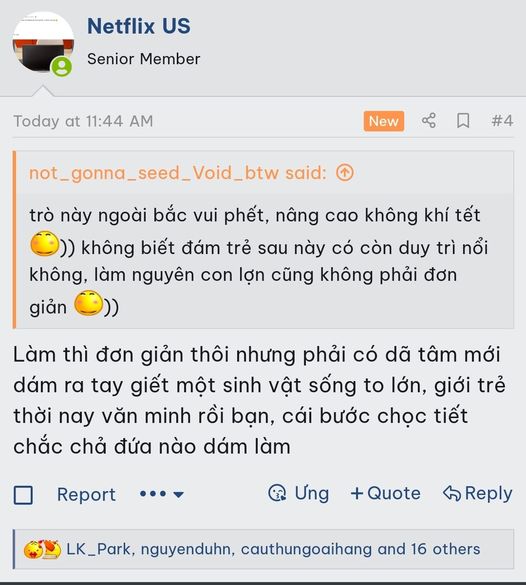 Netflix US
Senior Member
Today at 11:44 AM
New
#4
not_gonna_seed_Void_btw said:
trò này ngoài bắc vui phết, nâng cao không khí tết
)) không biết đám trẻ sau này có còn duy trì nổi
không, làm nguyên con lợn cũng không phải đơn
giản ))
Làm thì đơn giản thôi nhưng phải có dã tâm mới
dám ra tay giết một sinh vật sống to lớn, giới trẻ
thời nay văn minh rồi bạn, cái bước chọc tiết
chắc chả đứa nào dám làm
Report ••• Ưng +Quote Reply
LK_Park, nguyenduhn, cauthungoaihang and 16 others